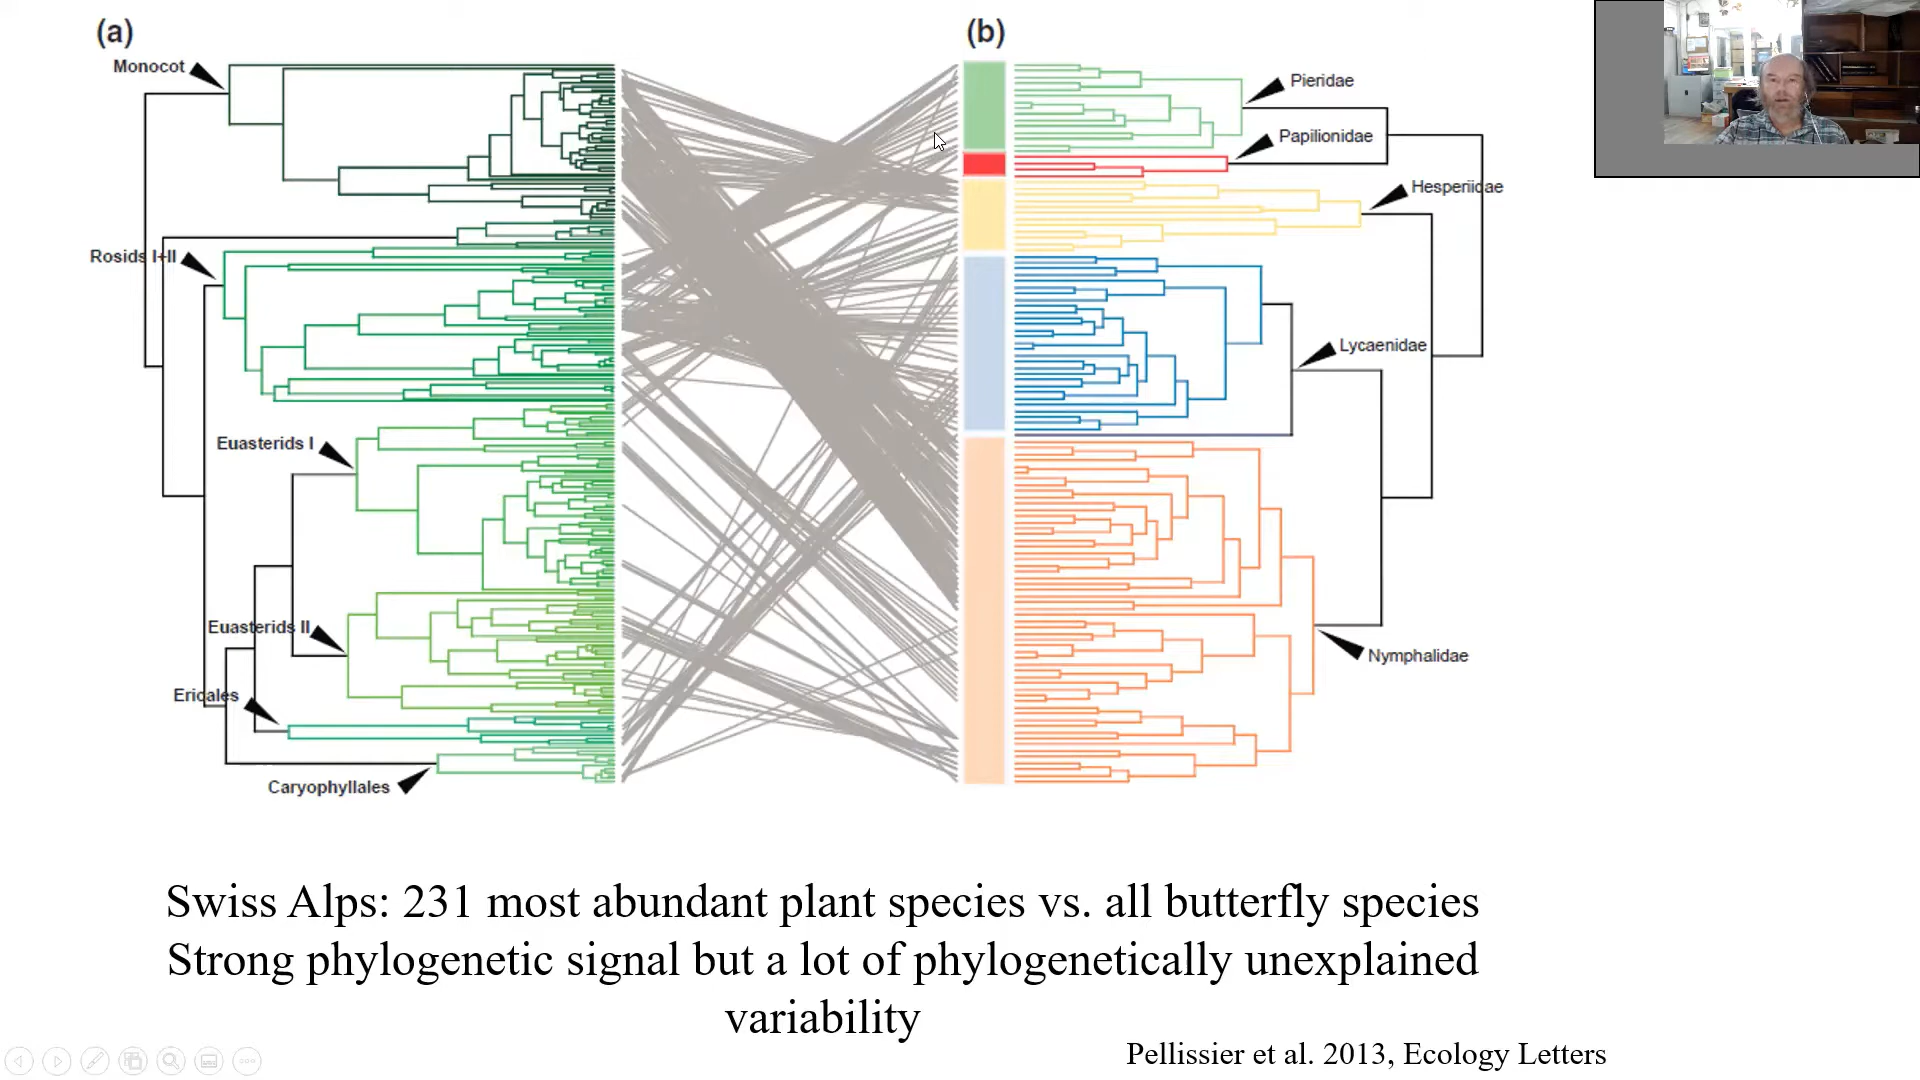 (a)
(b)
Monocot
Pieridae
Papilionidae
Hesperiidae
Rosids I+II
Lycaenidae
Euasterids I
Euasterids II
Nymphalidae
Ericales
Caryophyllales
Swiss Alps: 231 most abundant plant species vs. all butterfly species
Strong phylogenetic signal but a lot of phylogenetically unexplained
variability
Pellissier et al. 2013, Ecology Letters